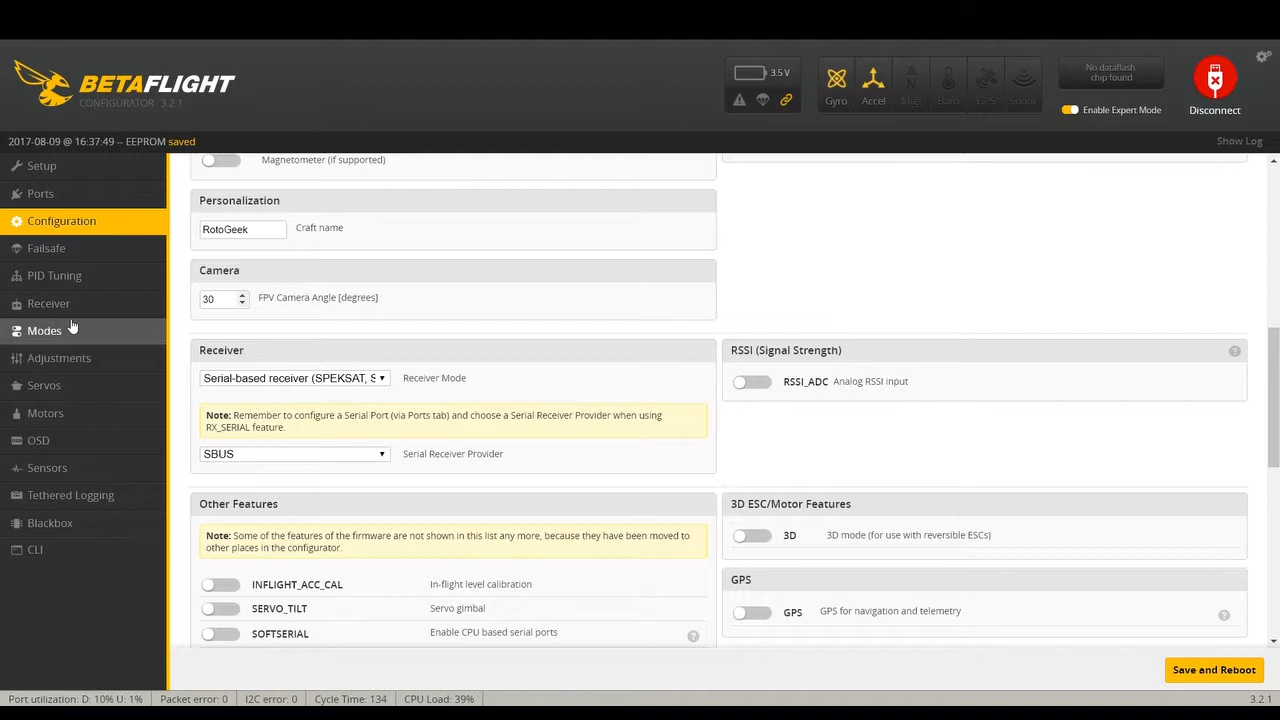 BETAFLIGHT
CONFIGURATOR 3.2.1
3.5 V
Gyro
Accel
Mag
Baro
GPS
Sonar
No dataflash
chip found
Enable Expert Mode
Disconnect
2017-08-09 @ 16:37:49 -- EEPROM saved
Show Log
Setup
Ports
Configuration
Failsafe
PID Tuning
Receiver
Modes
Adjustments
Servos
Motors
OSD
Sensors
Tethered Logging
Blackbox
CLI
Magnetometer (if supported)
Personalization
RotoGeek Craft name
Camera
30 FPV Camera Angle [degrees]
Receiver
Serial-based receiver (SPEKSAT, S Receiver Mode
Note: Remember to configure a Serial Port (via Ports tab) and choose a Serial Receiver Provider when using
RX_SERIAL feature.
SBUS Serial Receiver Provider
RSSI (Signal Strength)
RSSI_ADC Analog RSSI input
Other Features
Note: Some of the features of the firmware are not shown in this list any more, because they have been moved to
other places in the configurator.
INFLIGHT_ACC_CAL In-flight level calibration
SERVO_TILT Servo gimbal
SOFTSERIAL Enable CPU based serial ports
3D ESC/Motor Features
3D 3D mode (for use with reversible ESCs)
GPS
GPS GPS for navigation and telemetry
Save and Reboot
Port utilization: D: 10% U: 1% Packet error: 0 I2C error: 0 Cycle Time: 134 CPU Load: 39% 3.2.1